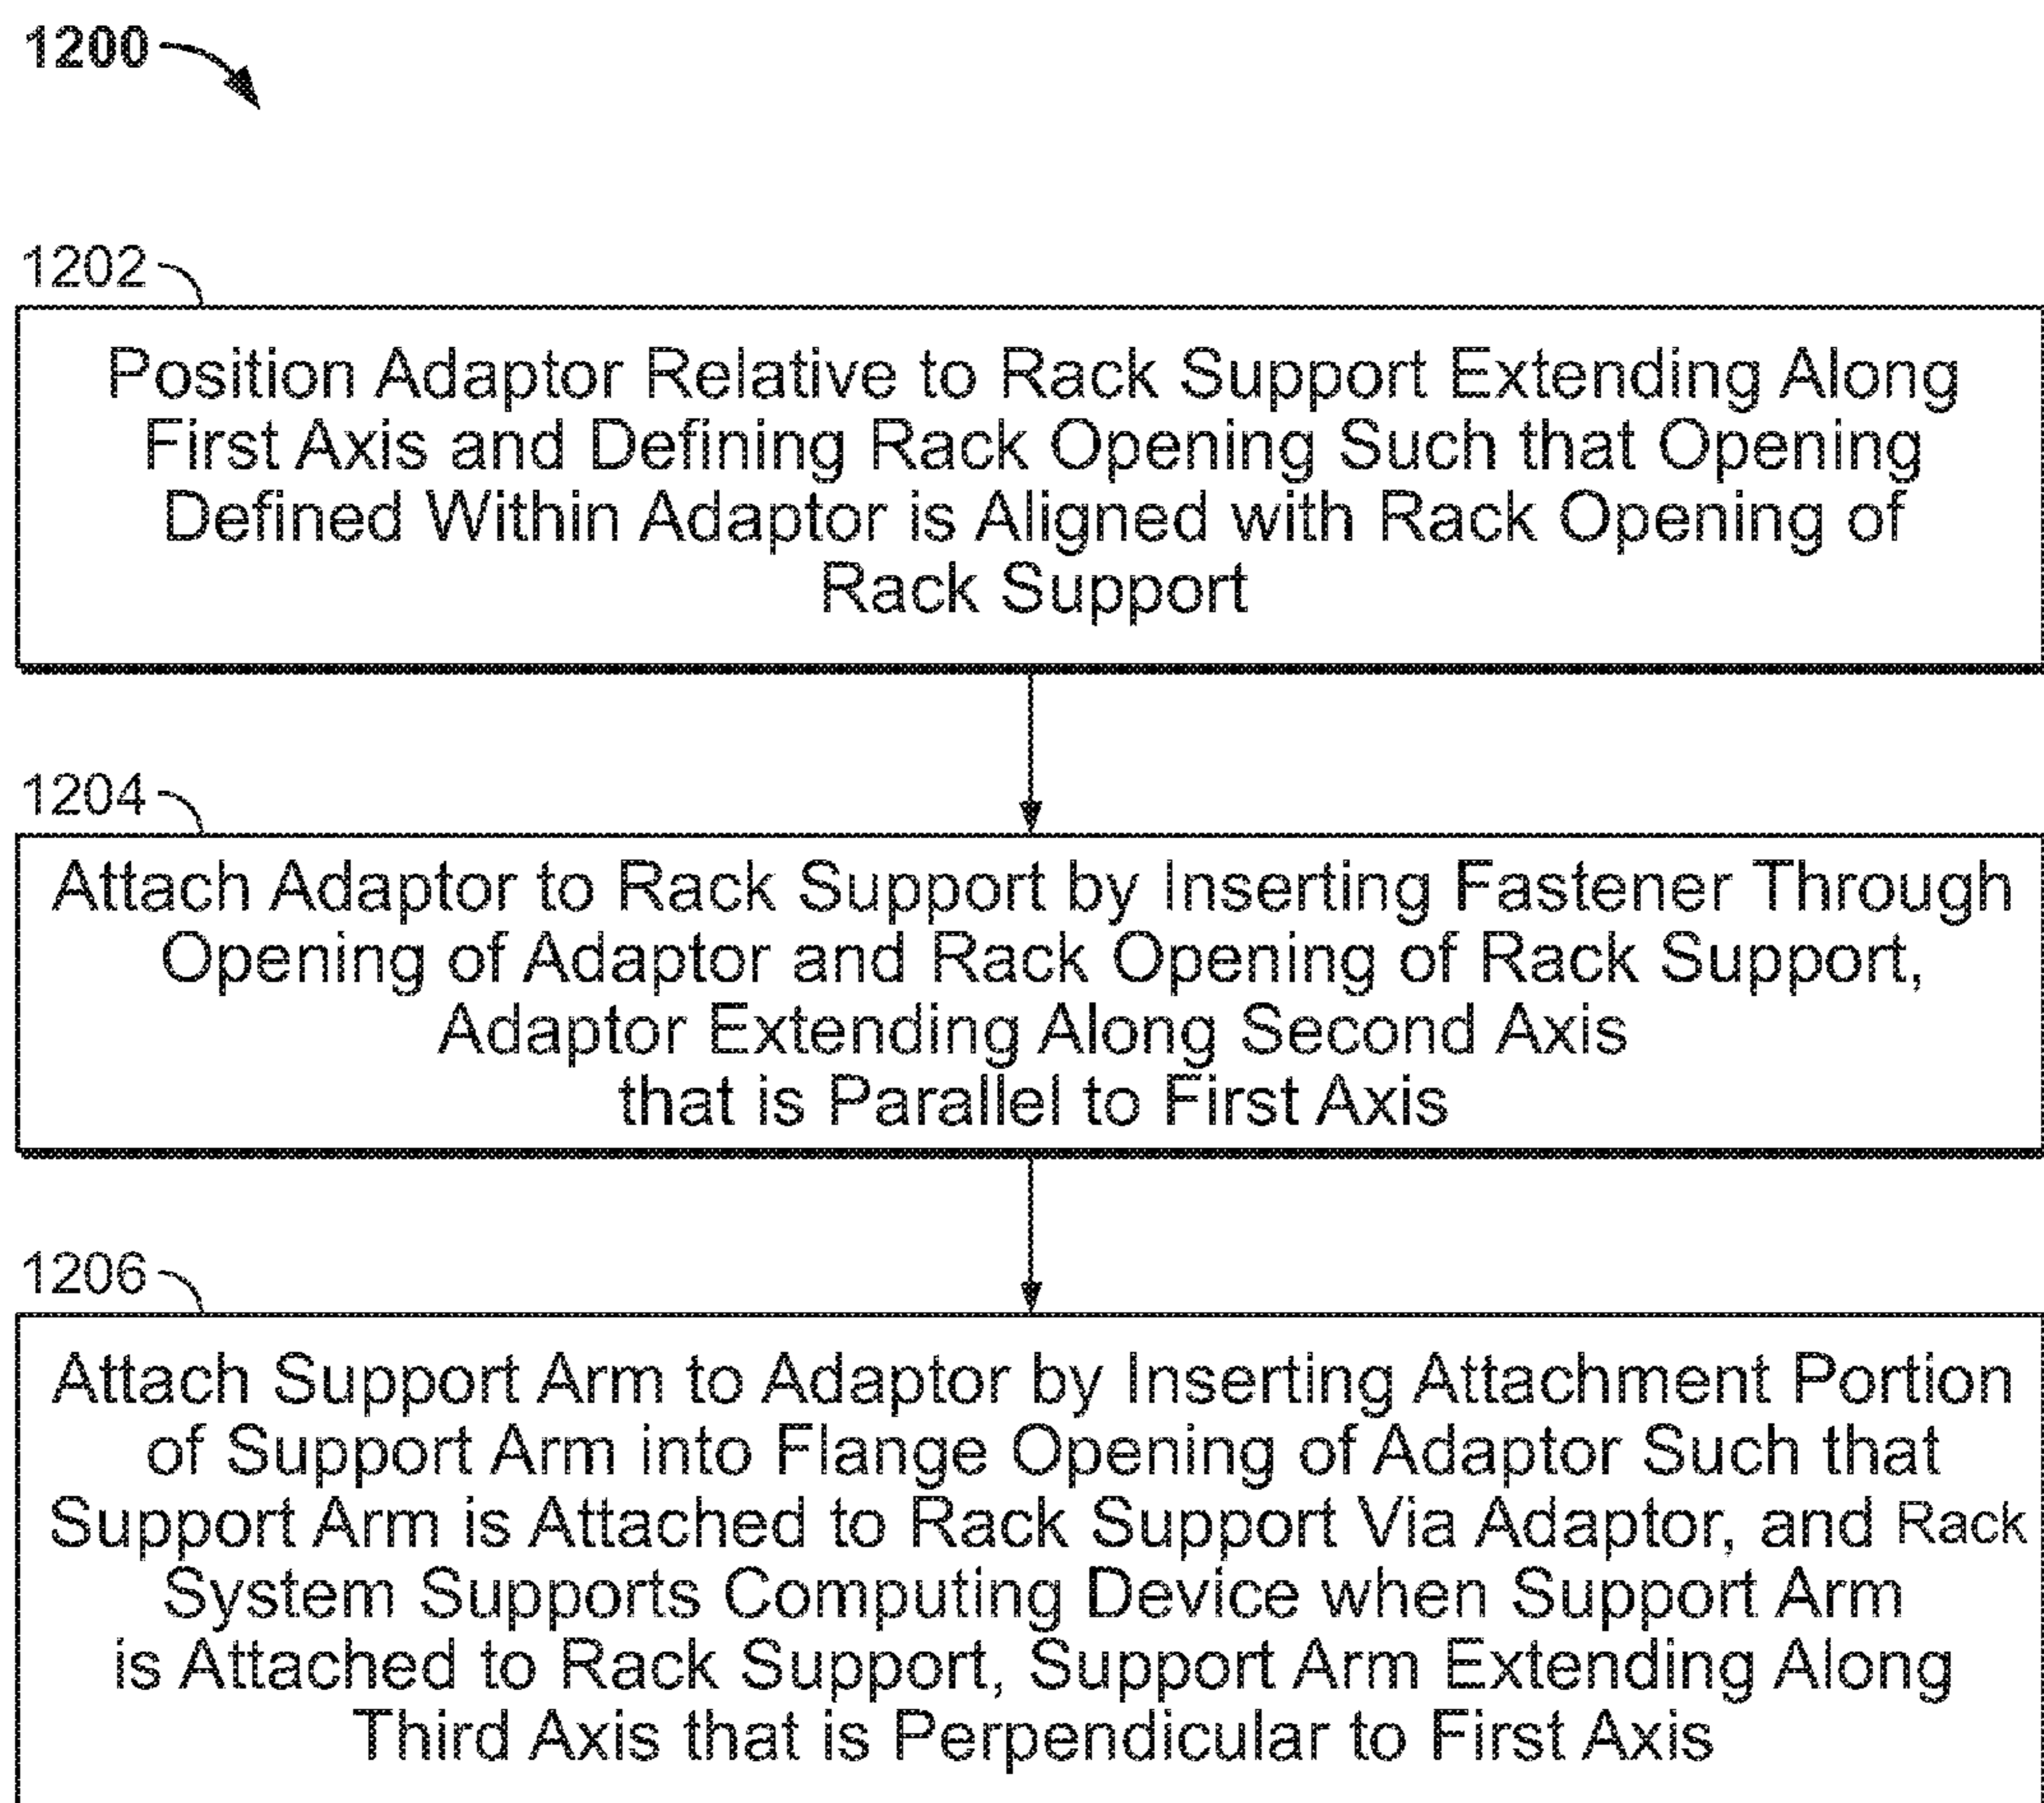 1200
1202
Position Adaptor Relative to Rack Support Extending Along
First Axis and Defining Rack Opening Such that Opening
Defined Within Adaptor is Aligned with Rack Opening of
Rack Support
1204
Attach Adaptor to Rack Support by Inserting Fastener Through
Opening of Adaptor and Rack Opening of Rack Support,
Adaptor Extending Along Second Axis
that is Parallel to First Axis
1206
Attach Support Arm to Adaptor by Inserting Attachment Portion
of Support Arm into Flange Opening of Adaptor Such that
Support Arm is Attached to Rack Support Via Adaptor, and Rack
System Supports Computing Device when Support Arm
is Attached to Rack Support, Support Arm Extending Along
Third Axis that is Perpendicular to First Axis